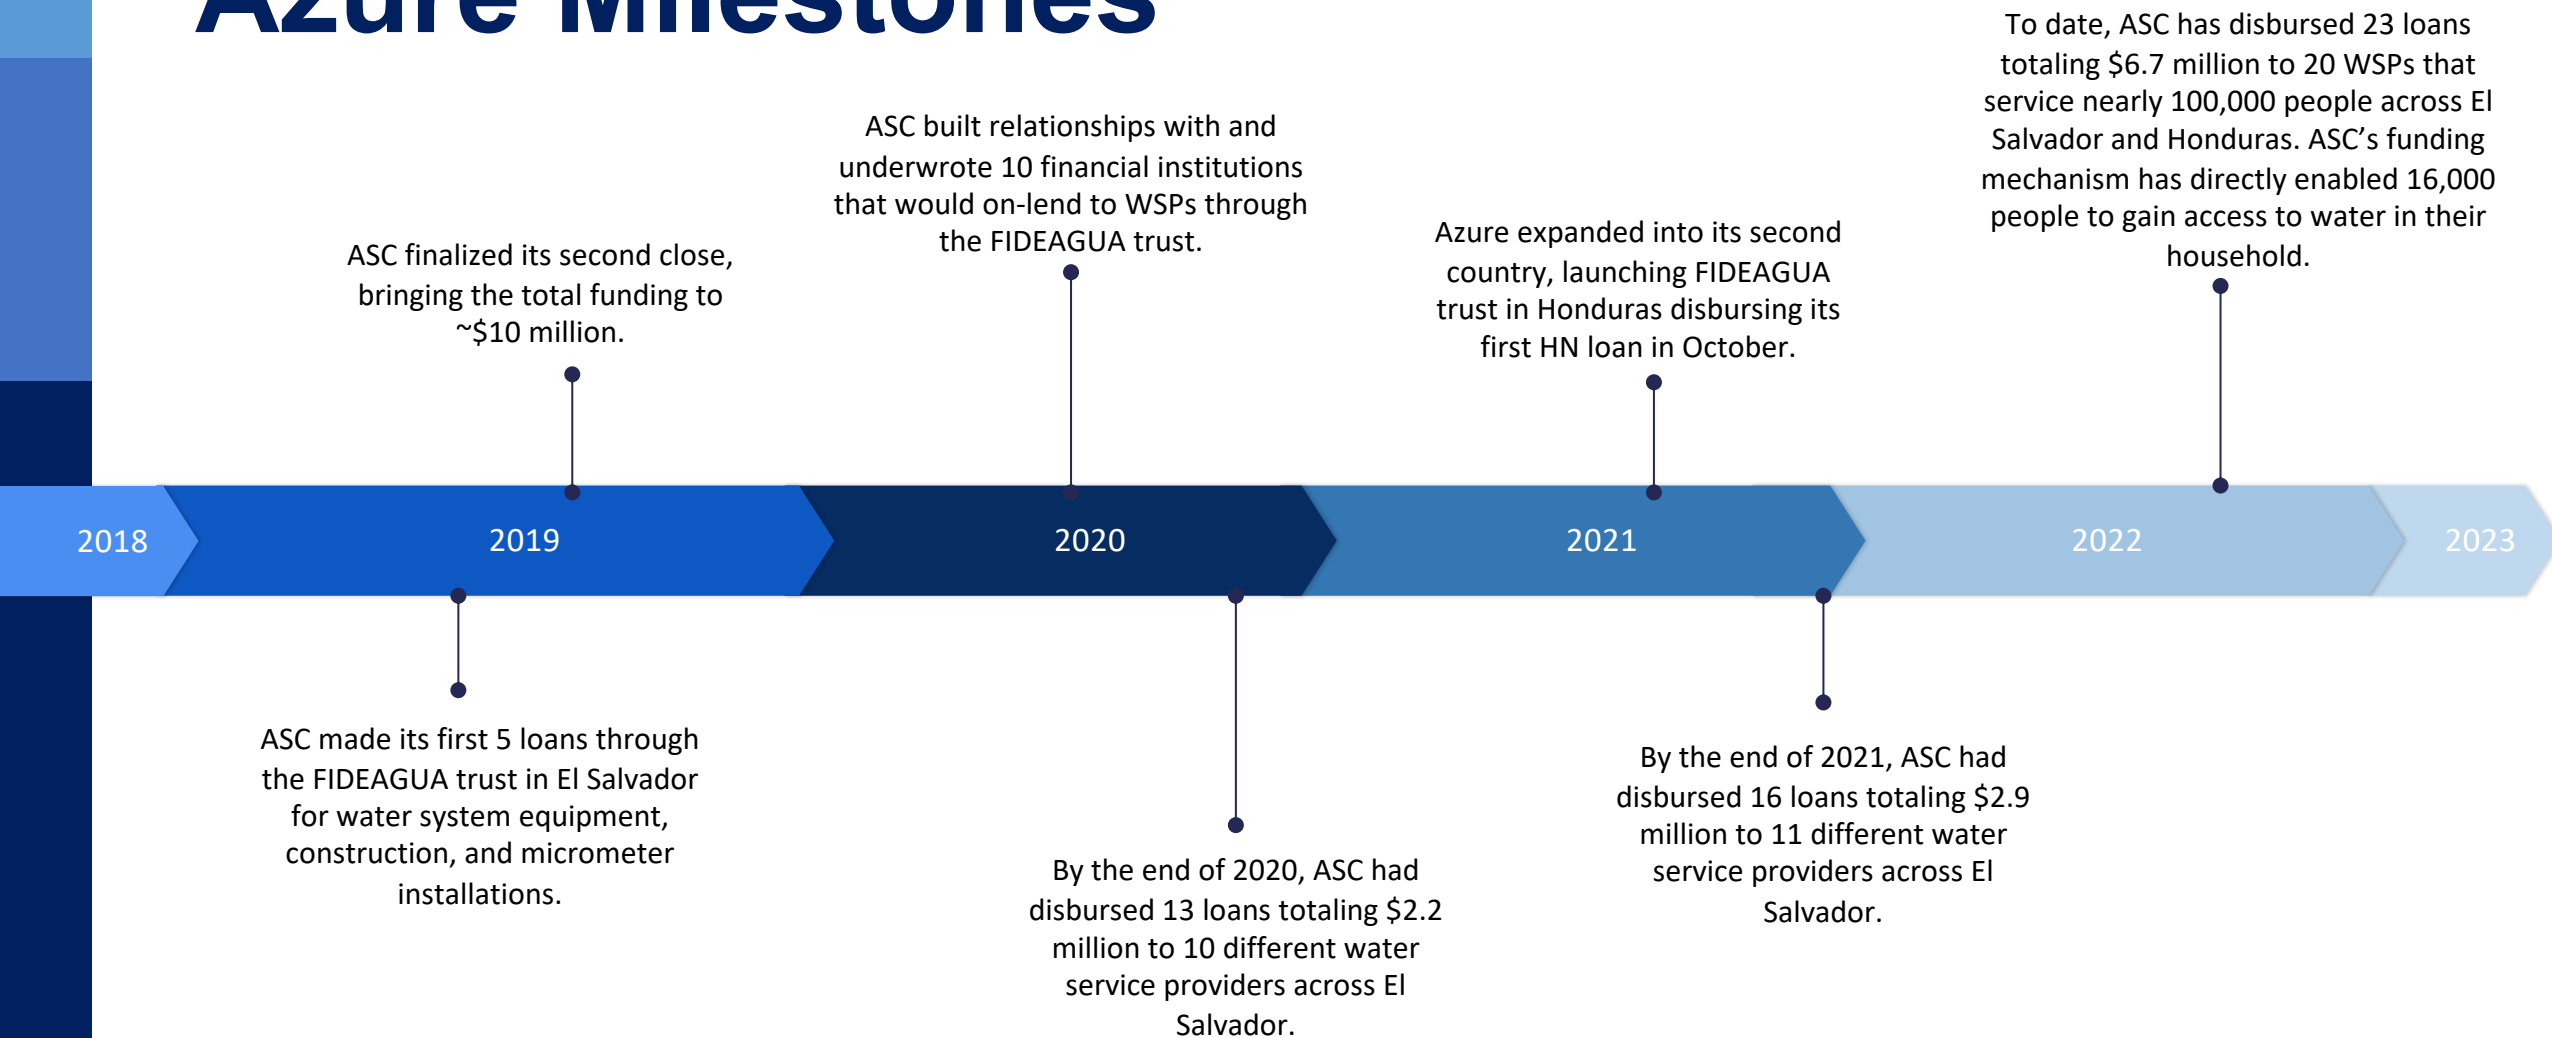 Azure Milestones
To date, ASC has disbursed 23 loans
totaling $6.7 million to 20 WSPs that
service nearly 100,000 people across El
Salvador and Honduras. ASC’s funding
mechanism has directly enabled 16,000
people to gain access to water in their
household.
ASC built relationships with and
underwrote 10 financial institutions
that would on-lend to WSPs through
the FIDEAGUA trust.
Azure expanded into its second
country, launching FIDEAGUA
trust in Honduras disbursing its
first HN loan in October.
ASC finalized its second close,
bringing the total funding to
~$10 million.
2018
2019
2020
2021
2022
2023
ASC made its first 5 loans through
the FIDEAGUA trust in El Salvador
for water system equipment,
construction, and micrometer
installations.
By the end of 2020, ASC had
disbursed 13 loans totaling $2.2
million to 10 different water
service providers across El
Salvador.
By the end of 2021, ASC had
disbursed 16 loans totaling $2.9
million to 11 different water
service providers across El
Salvador.